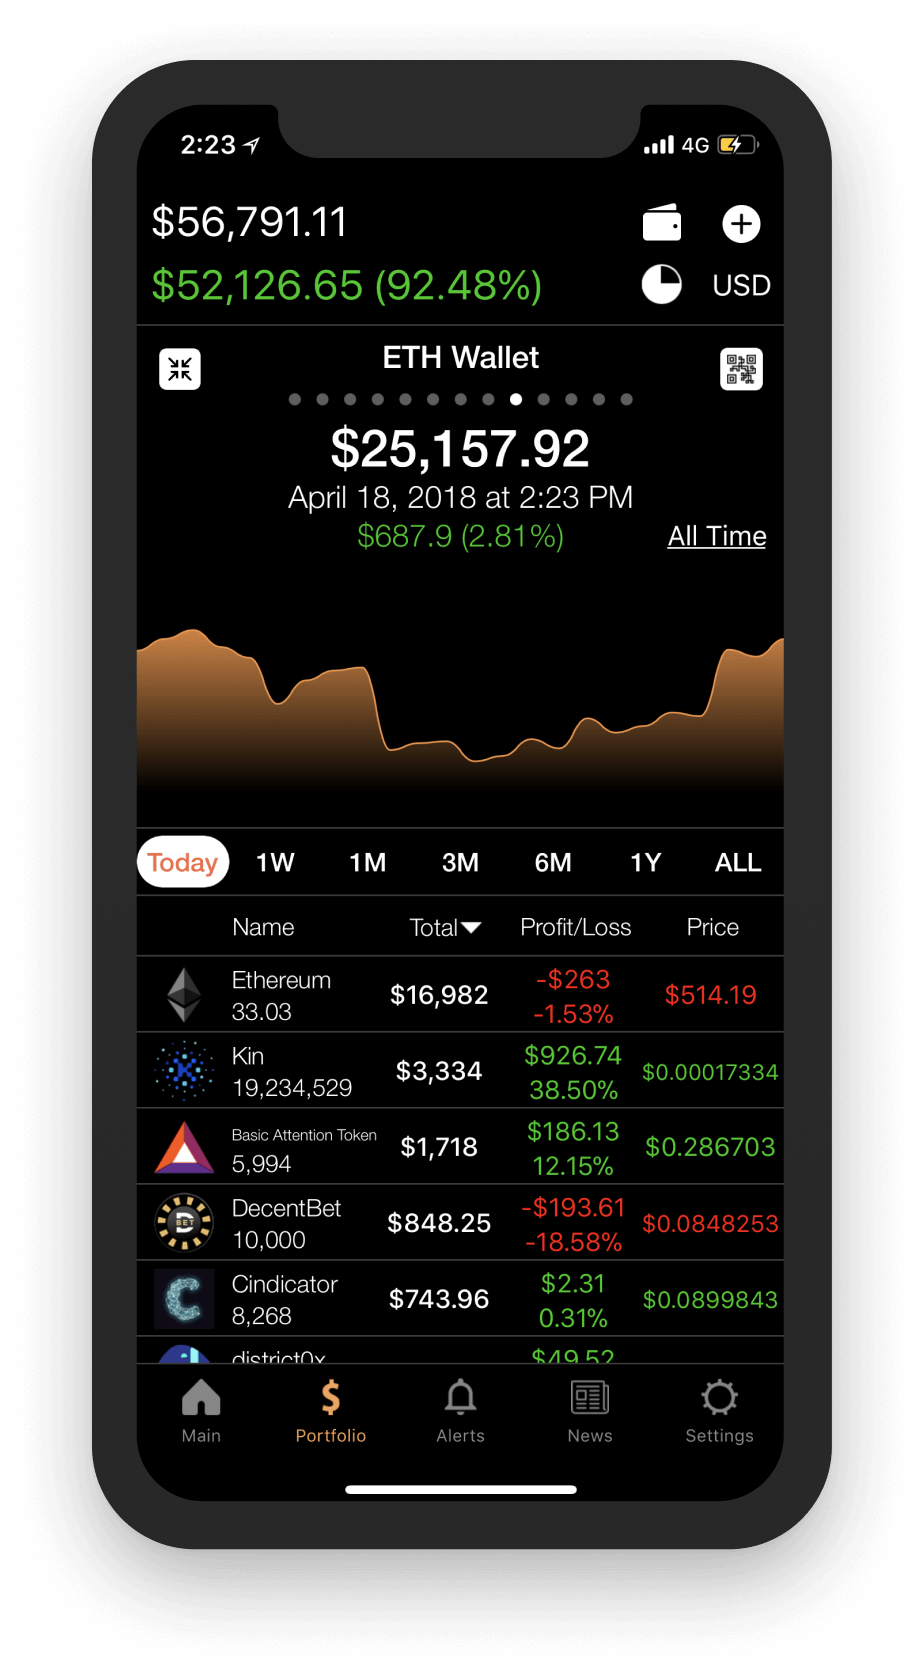 2:23 4G
$56,791.11
$52,126.65 (92.48%) USD
ETH Wallet
$25,157.92
April 18, 2018 at 2:23 PM
$687.9 (2.81%) All Time
Today 1W 1M 3M 6M 1Y ALL
Name Total Profit/Loss Price
Ethereum -$263
33.03 $16,982 -1.53% $514.19
Kin $926.74
19,234,529 $3,334 38.50% $0.00017334
Basic Attention Token $186.13
5,994 $1,718 12.15% $0.286703
DecentBet -$193.61
10,000 $848.25 -18.58% $0.0848253
D
BET
Cindicator $2.31
8,268 $743.96 0.31% $0.0899843
district0x $49.52
Main Portfolio Alerts News Settings